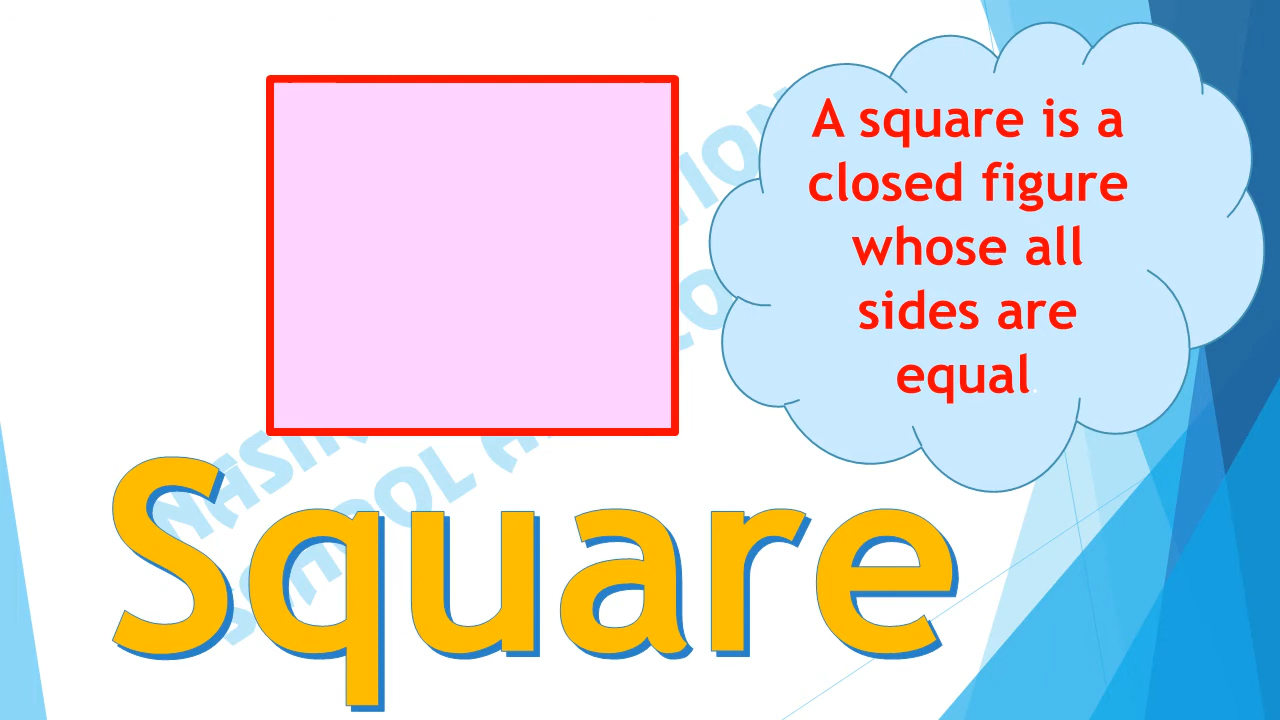 A square is a
closed figure
whose all
sides are
equal.
Square